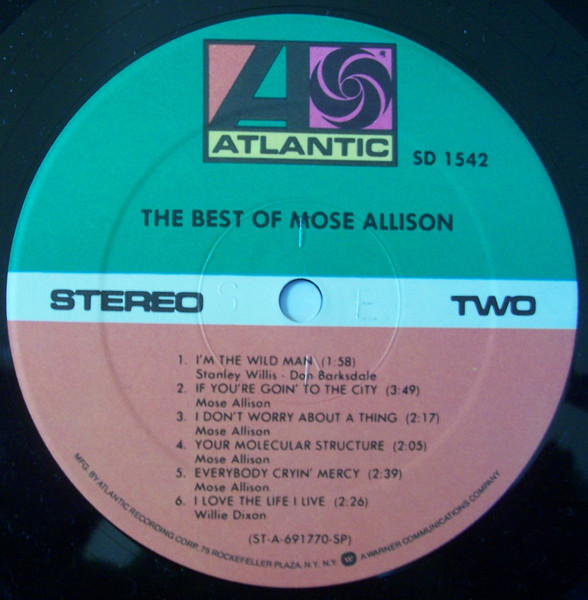 ATLANTIC
SD 1542
THE BEST OF MOSE ALLISON
STEREO
S E
TWO
1. I'M THE WILD MAN (1:58)
Stanley Willis - Don Barksdale
2. IF YOU'RE GOIN' TO THE CiTY (3:49)
Mose Allison
3. I DON'T WORRY ABOUT A THING (2:17)
Mose Allison
4. YOUR MOLECULAR STRUCTURE (2:05)
Mose Allison
5. EVERYBODY CRYIN' MERCY (2:39)
Mose Allison
6. I LOVE THE LIFE I LIVE (2:26)
Willie Dixon
(ST-A-691770-SP)
MFG. BY ATLANTIC RECORDING CORP., 75 ROCKEFELLER PLAZA, N.Y. N.Y. W A WARNER COMMUNICATIONS COMPANY